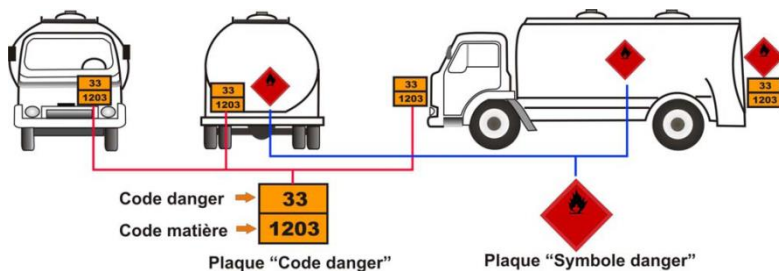 33
1203
33
1203
33
1203
33
1203
Code danger
33
Code matière
1203
Plaque “Code danger”
Plaque “Symbole danger”